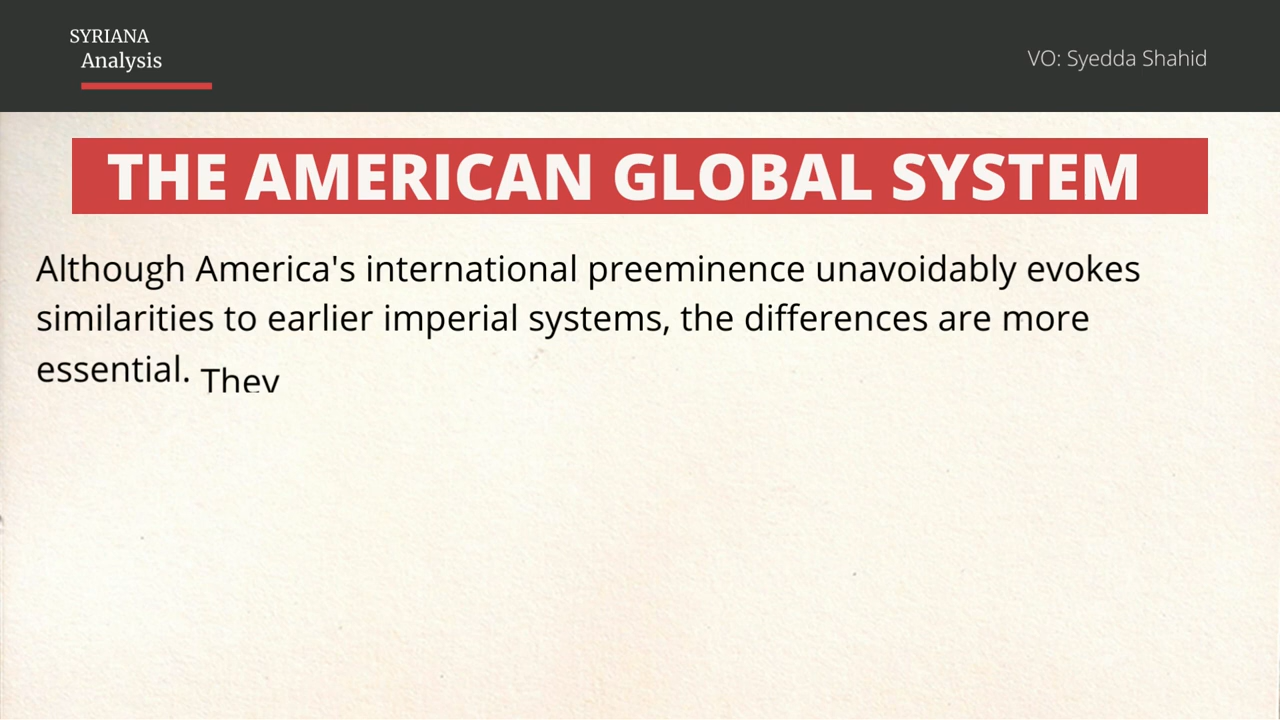 SYRIANA
Analysis
VO: Syedda Shahid
THE AMERICAN GLOBAL SYSTEM
Although America's international preeminence unavoidably evokes
similarities to earlier imperial systems, the differences are more
essential. They